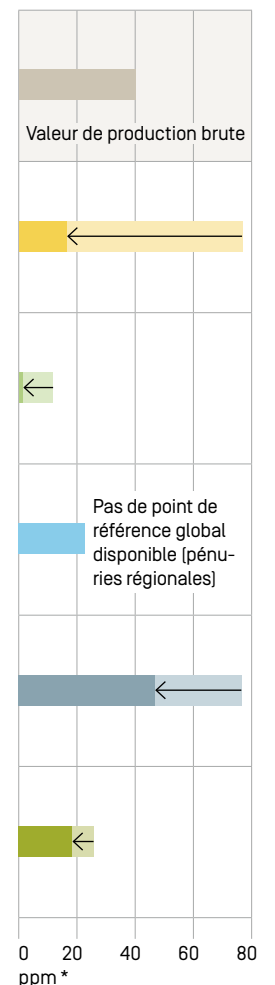 Valeur de production brute
Pas de point de
référence global
disponible (pénu-
ries régionales)
0 20 40 60 80
ppm *